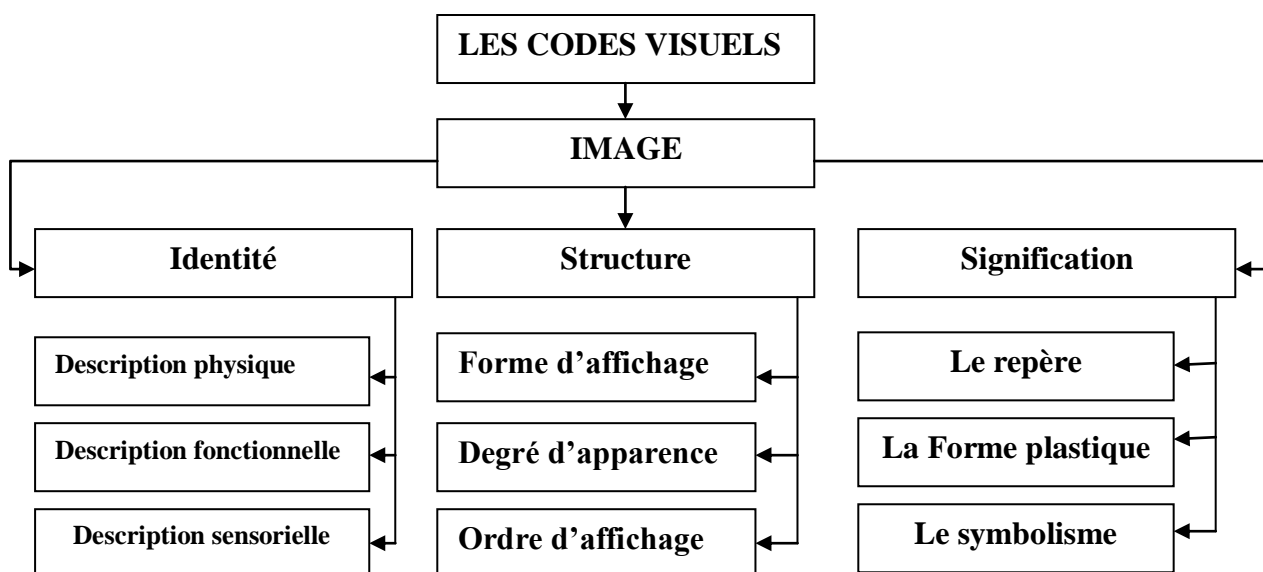 LES CODES VISUELS
IMAGE
Identité
Structure
Signification
Description physique
Forme d’affichage
Le repère
Description fonctionnelle
Degré d’apparence
La Forme plastique
Description sensorielle
Ordre d’affichage
Le symbolisme